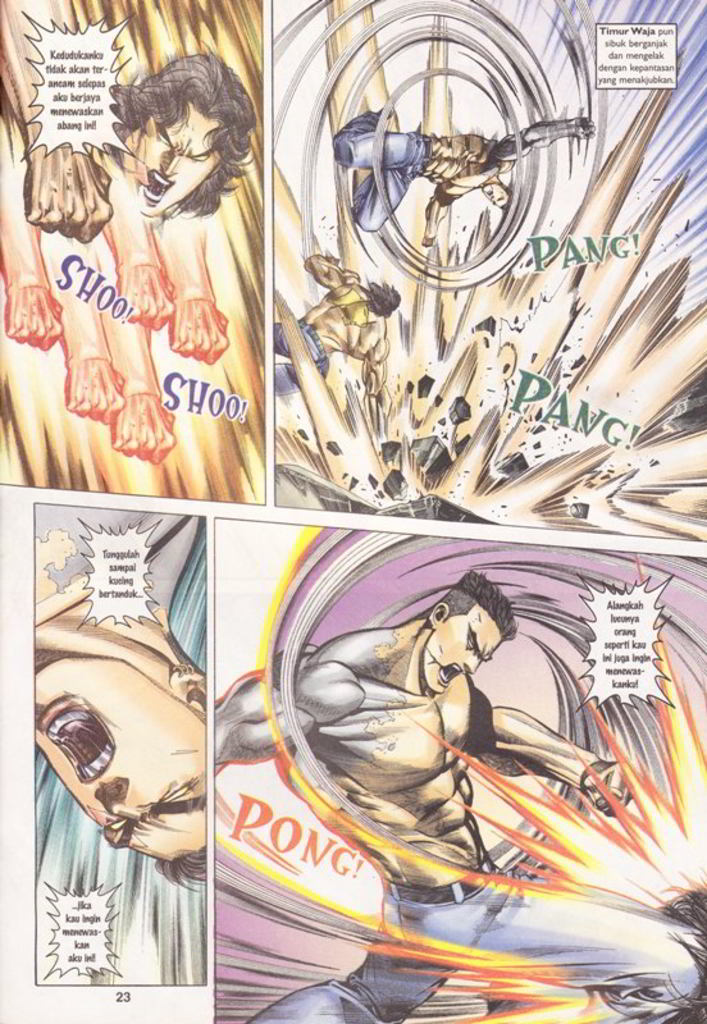 Kedudukanku
tidak akan ter-
ancam selepas
aku berjaya
menewaskan
abang ini!
SHOO!
SHOO!
Timur Waja pun
sibuk berganjak
dan mengelak
dengan kepantasan
yang menakjubkan.
PANG!
PANG!
Tunggulah
sampai
kucing
bertanduk...
...jika
kau ingin
menewas-
kan aku!
Alangkah
lucunya
orang
seperti kau
ini juga ingin
menewas-
kanku!
PONG!
23